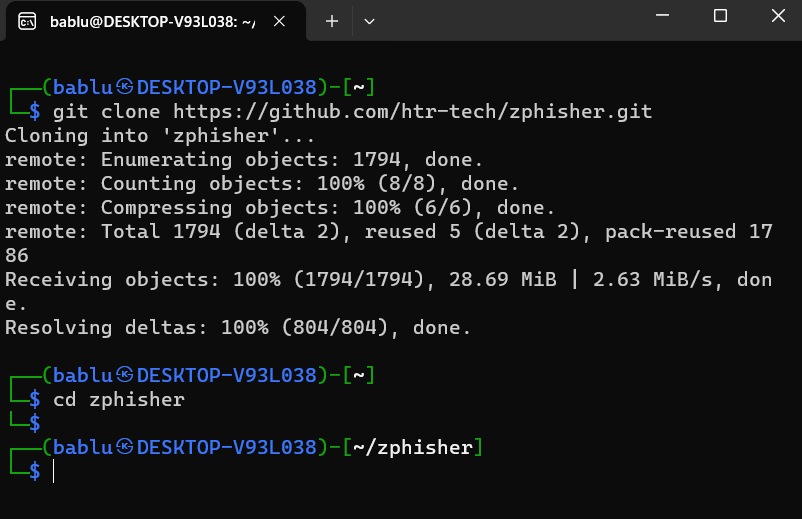 bablu@DESKTOP-V93L038: ~/
┌──(bablu㉿DESKTOP-V93L038)-[~]
└─$ git clone https://github.com/htr-tech/zphisher.git
Cloning into 'zphisher'...
remote: Enumerating objects: 1794, done.
remote: Counting objects: 100% (8/8), done.
remote: Compressing objects: 100% (6/6), done.
remote: Total 1794 (delta 2), reused 5 (delta 2), pack-reused 17
86
Receiving objects: 100% (1794/1794), 28.69 MiB | 2.63 MiB/s, don
e.
Resolving deltas: 100% (804/804), done.
┌──(bablu㉿DESKTOP-V93L038)-[~]
└─$ cd zphisher
└─$
┌──(bablu㉿DESKTOP-V93L038)-[~/zphisher]
└─$